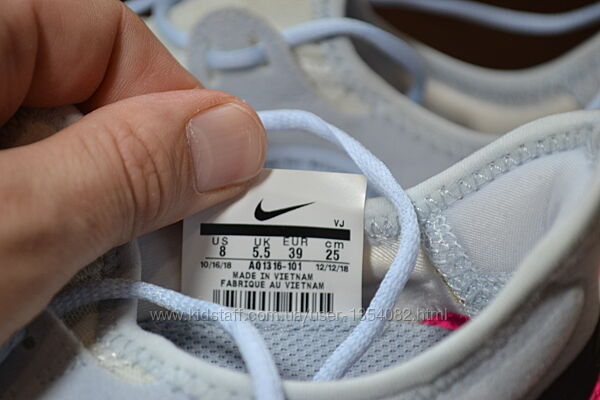 VJ
US UK EUR cm
8 5.5 39 25
10/16/18 AQ1316-101 12/12/18
MADE IN VIETNAM
FABRIQUE AU VIETNAM
www.kidstaff.com.ua/user-1354082.html